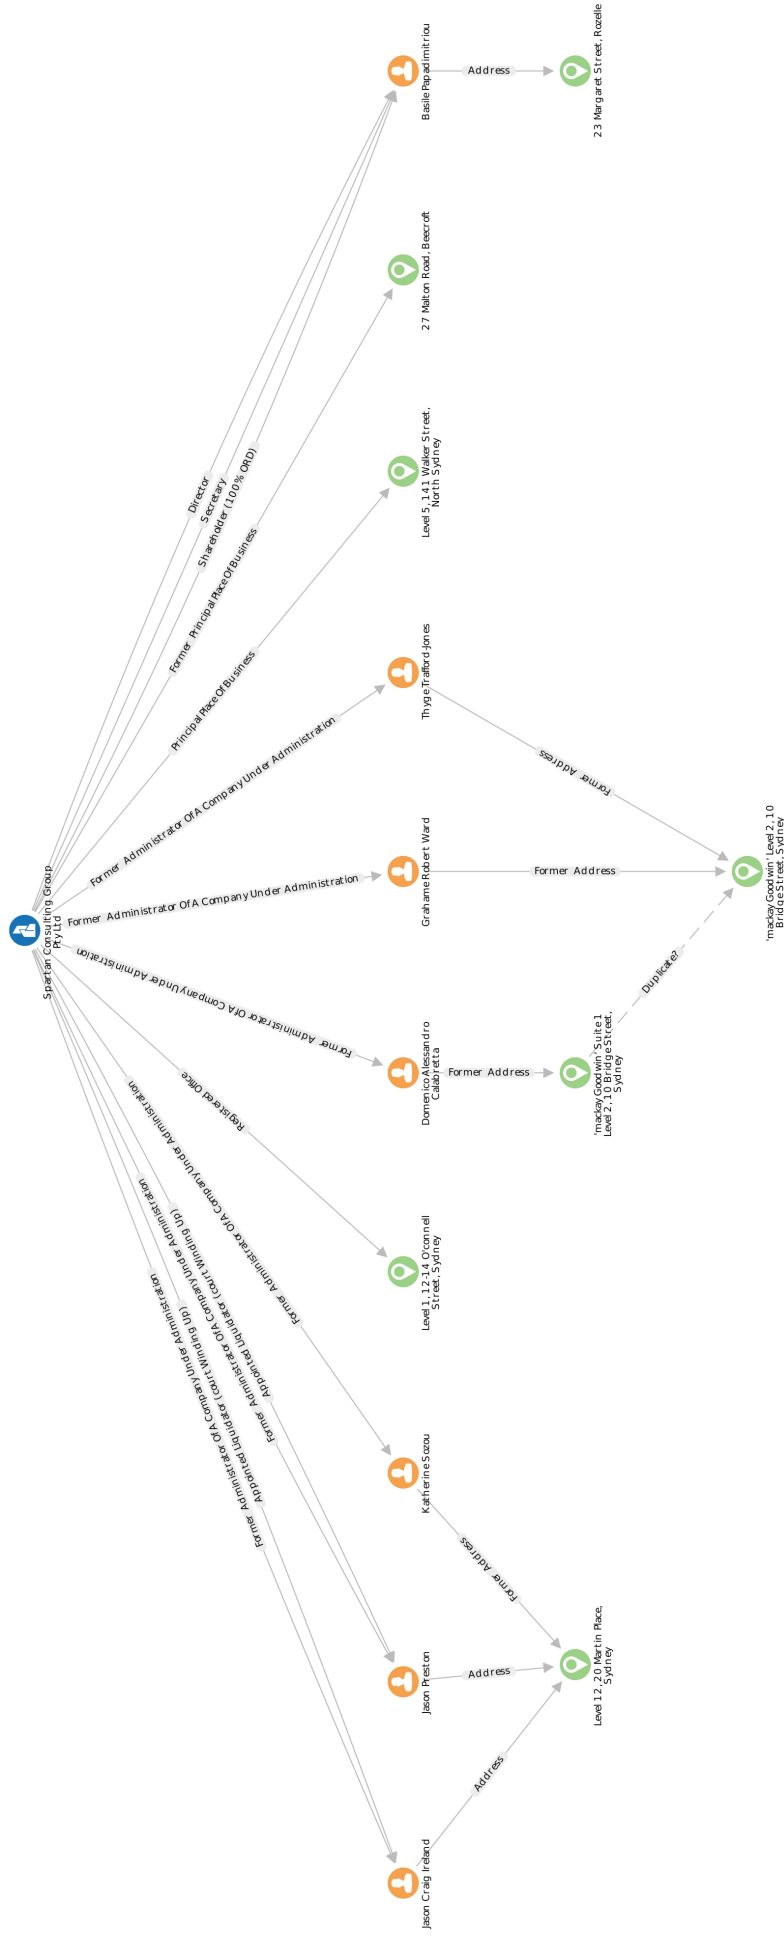 Spartan Consulting Group
Pty Ltd
Director
Secretary
Shareholder (100% ORD)
Former Principal Place Of Business
Principal Place Of Business
Former Administrator Of A Company Under Administration
Former Administrator Of A Company Under Administration
Former Administrator Of A Company Under Administration
Registered Office
Former Administrator Of A Company Under Administration
Appointed Liquidator (court Winding Up)
Former Administrator Of A Company Under Administration
Appointed Liquidator (court Winding Up)
Former Administrator Of A Company Under Administration
Basile Papadimitriou
27 Malton Road, Beecroft
Level 5, 141 Walker Street,
North Sydney
Thyge Trafford-Jones
Grahame Robert Ward
Domenico Alessandro
Calabretta
Level 1, 12-14 O'connell
Street, Sydney
Katherine Sozou
Jason Preston
Jason Craig Ireland
Address
Former Address
Former Address
Former Address
Former Address
Address
Address
23 Margaret Street, Rozelle
'mackay Goodwin' Suite 1
Level 2, 10 Bridge Street,
Sydney
Level 12, 20 Martin Place,
Sydney
Duplicate?
'mackay Goodwin' Level 2, 10
Bridge Street, Sydney